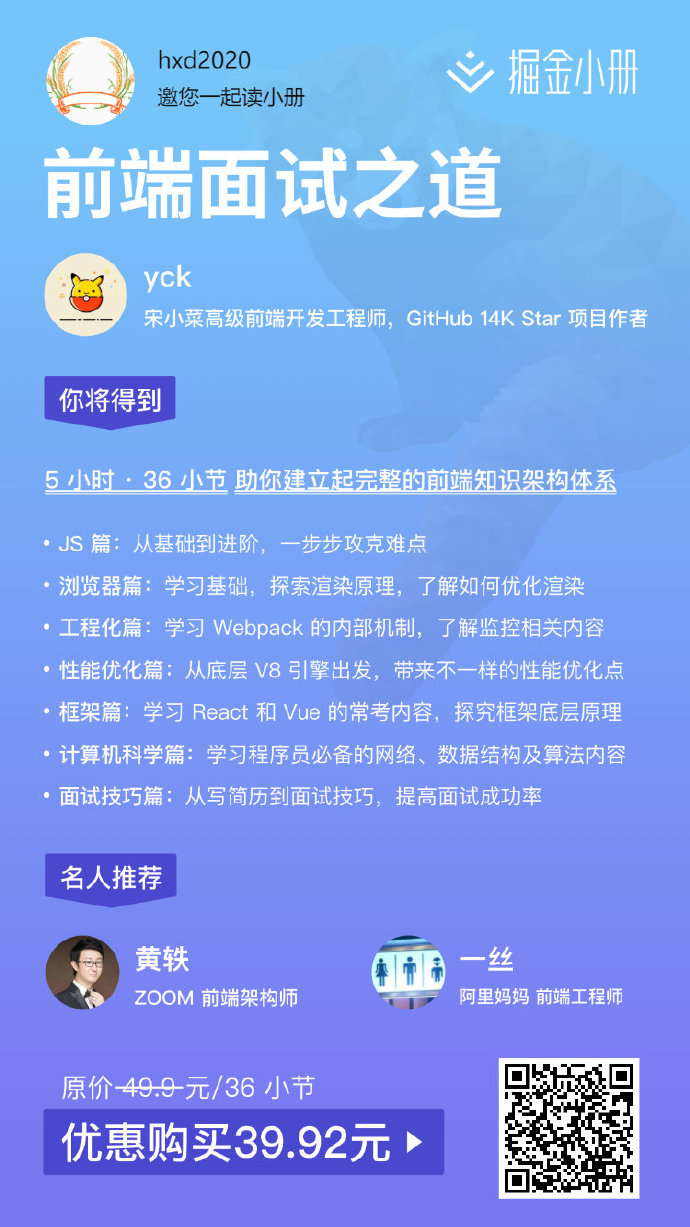 hxd2020
邀您一起读小册
掘金小册
前端面试之道
yck
宋小菜高级前端开发工程师，GitHub 14K Star 项目作者
你将得到
5 小时 · 36 小节 助你建立起完整的前端知识架构体系
• JS 篇：从基础到进阶，一步步攻克难点
• 浏览器篇：学习基础，探索渲染原理，了解如何优化渲染
• 工程化篇：学习 Webpack 的内部机制，了解监控相关内容
• 性能优化篇：从底层 V8 引擎出发，带来不一样的性能优化点
• 框架篇：学习 React 和 Vue 的常考内容，探究框架底层原理
• 计算机科学篇：学习程序员必备的网络、数据结构及算法内容
• 面试技巧篇：从写简历到面试技巧，提高面试成功率
名人推荐
黄轶
ZOOM 前端架构师
一丝
阿里妈妈 前端工程师
原价 49.9 元/36 小节
优惠购买39.92元